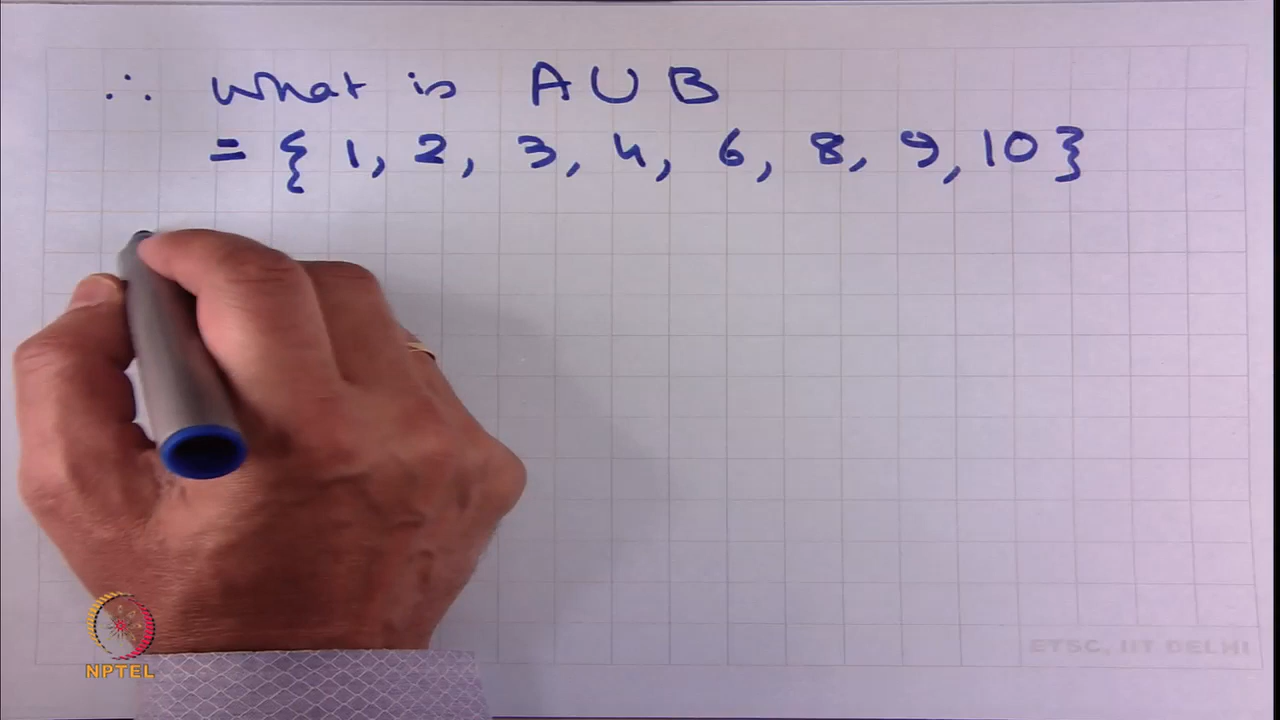 ∴ what is A ∪ B
= { 1, 2, 3, 4, 6, 8, 9, 10 }
NPTEL
ETSC, IIT DELHI